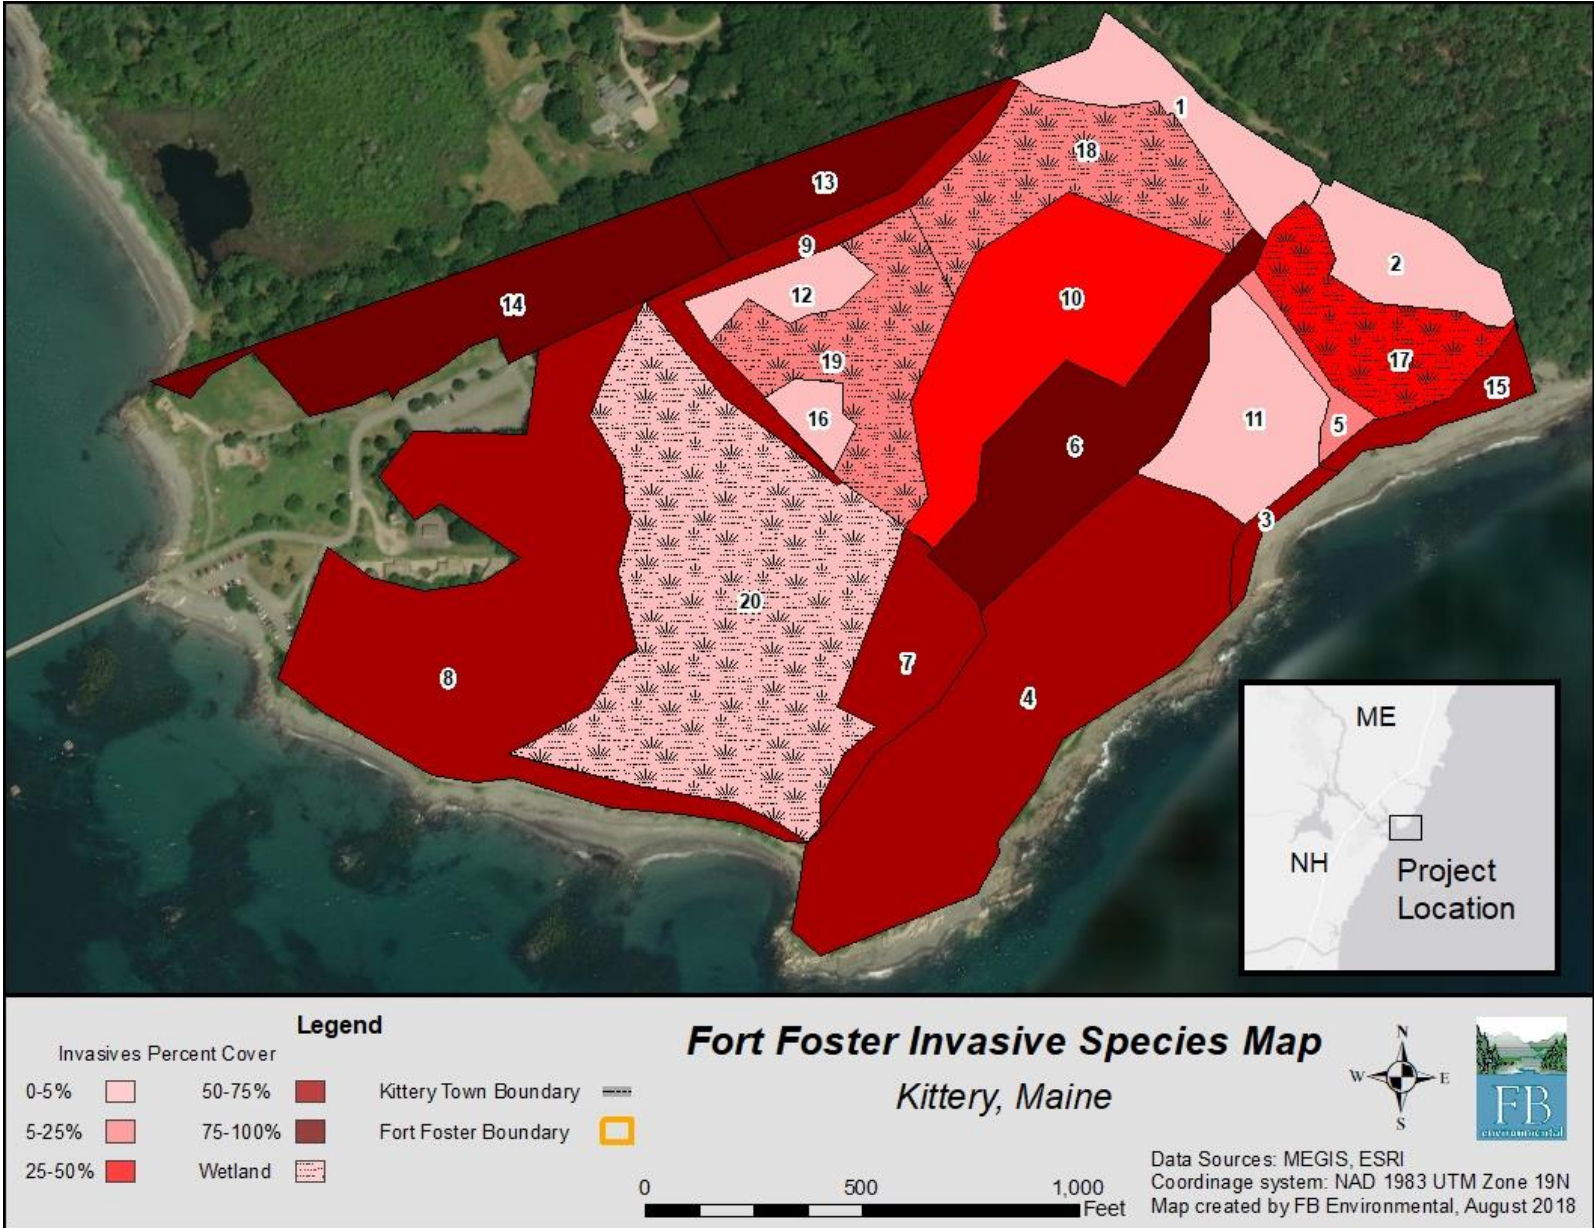 1
18
13
9
2
12
10
14
19
17
15
16
11
5
6
3
20
7
8
4
ME
NH
Project
Location
Legend
Invasives Percent Cover
0-5%
50-75%
Kittery Town Boundary
5-25%
75-100%
Fort Foster Boundary
25-50%
Wetland
Fort Foster Invasive Species Map
Kittery, Maine
0 500 1,000
Feet
N
W E
S
FB
environmental
Data Sources: MEGIS, ESRI
Coordinage system: NAD 1983 UTM Zone 19N
Map created by FB Environmental, August 2018